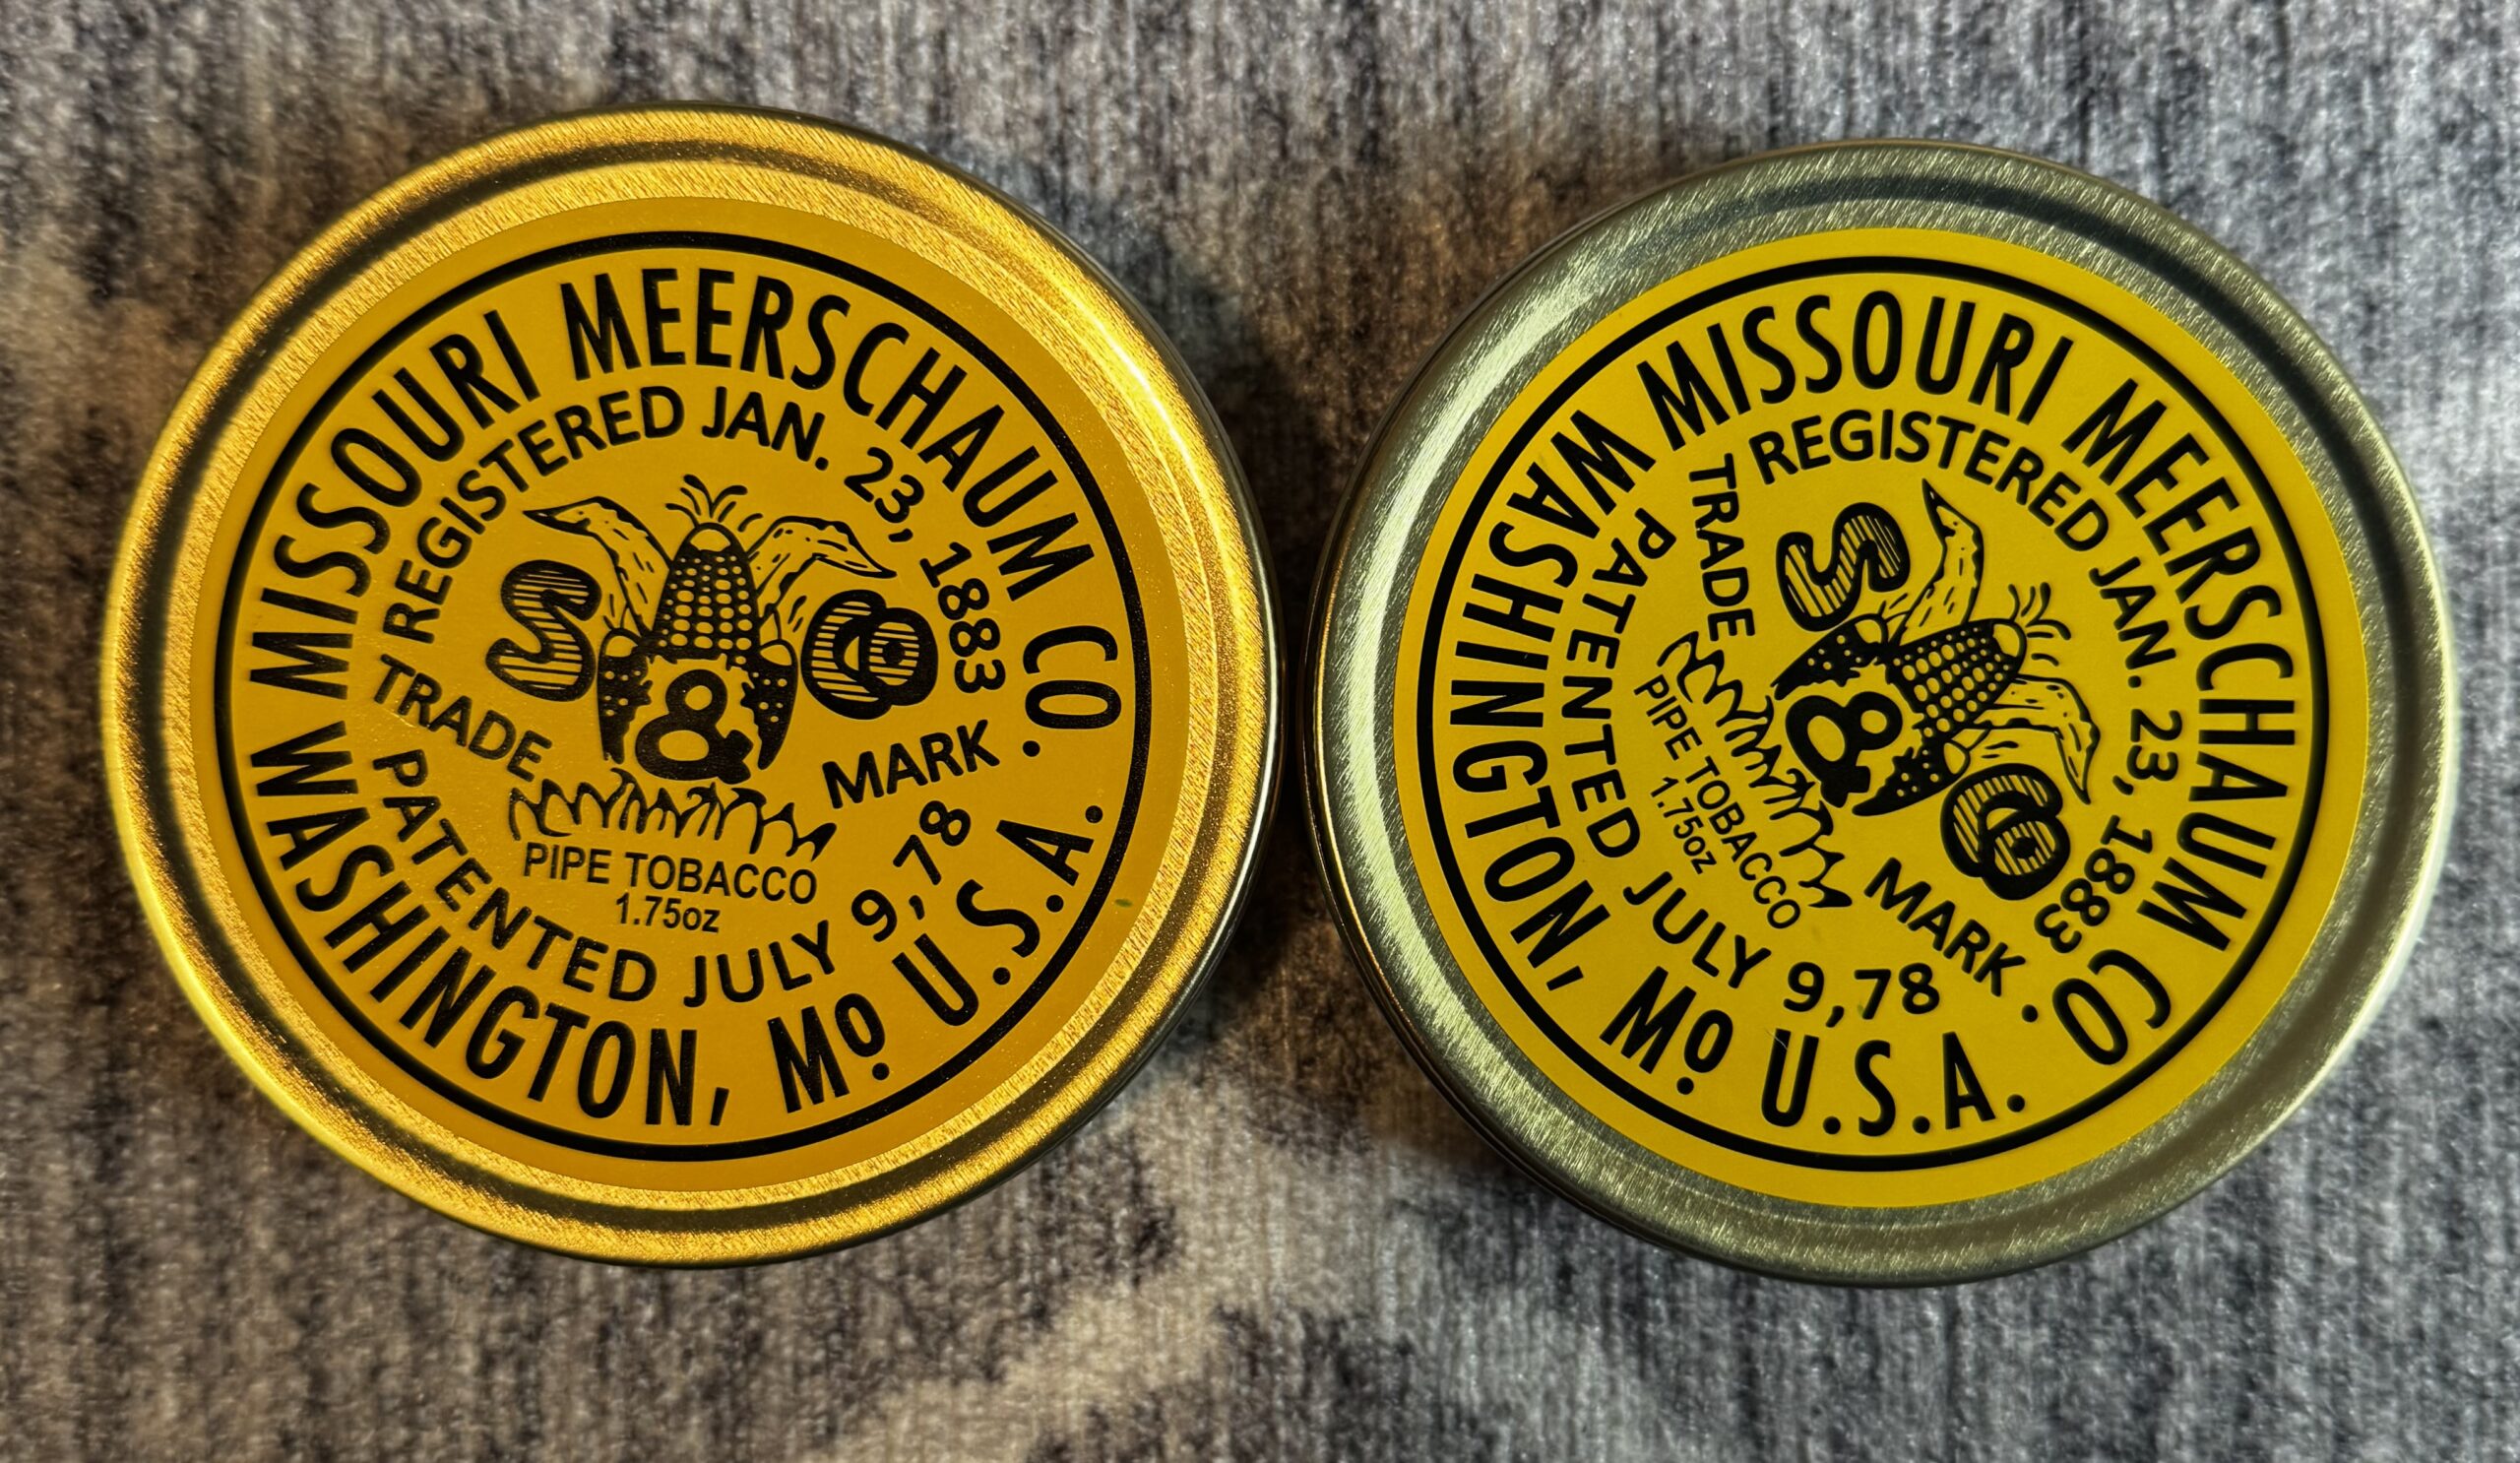 MISSOURI MEERSCHAUM CO.
REGISTERED JAN. 23, 1883
S & Co
TRADE MARK
PIPE TOBACCO
1.75oz
PATENTED JULY 9,78
WASHINGTON, Mo U.S.A.
MISSOURI MEERSCHAUM CO.
REGISTERED JAN. 23, 1883
S & Co
TRADE MARK
PIPE TOBACCO
1.75oz
PATENTED JULY 9,78
WASHINGTON, Mo U.S.A.